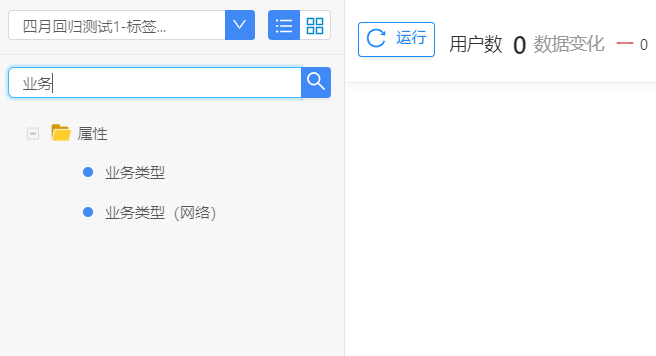 四月回归测试1-标签...
业务
属性
业务类型
业务类型（网络）
运行 用户数 0 数据变化 0